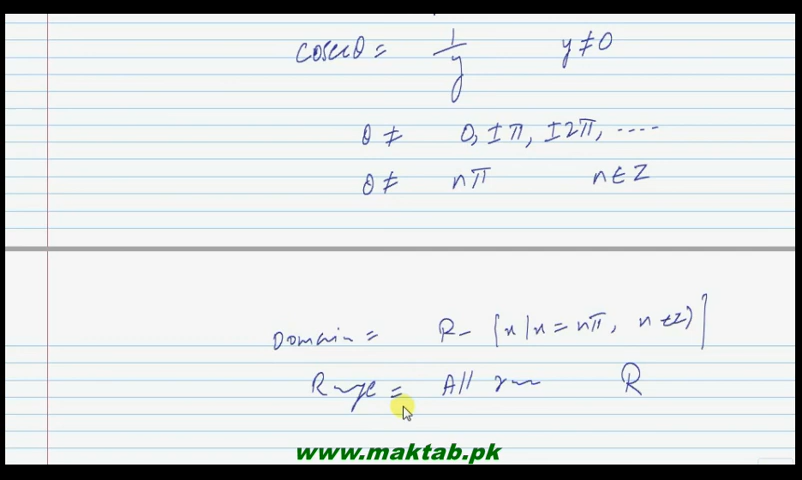 cosecθ = 1/y y ≠ 0
θ ≠ 0, ±π, ±2π, ....
θ ≠ nπ n ∈ Z
Domain = R - {x | x = nπ, n ∈ Z}
Range = All R
www.maktab.pk